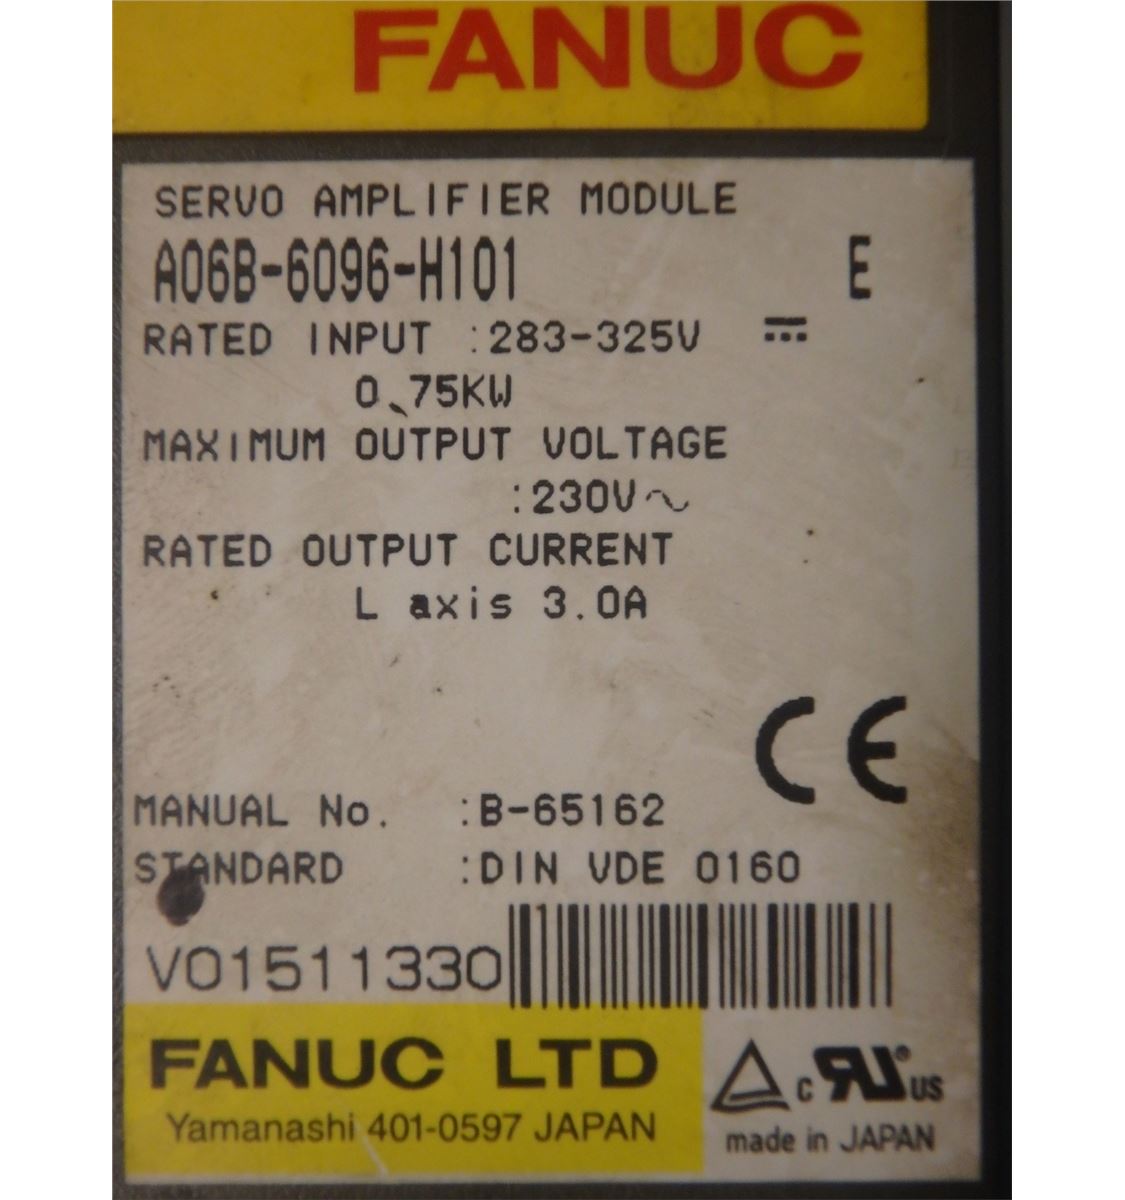 FANUC
SERVO AMPLIFIER MODULE
A06B-6096-H101 E
RATED INPUT :283-325V ⎓
0.75KW
MAXIMUM OUTPUT VOLTAGE
:230V~
RATED OUTPUT CURRENT
L axis 3.0A
CE
MANUAL No. :B-65162
STANDARD :DIN VDE 0160
V01511330
FANUC LTD
Yamanashi 401-0597 JAPAN
c RU® US
made in JAPAN